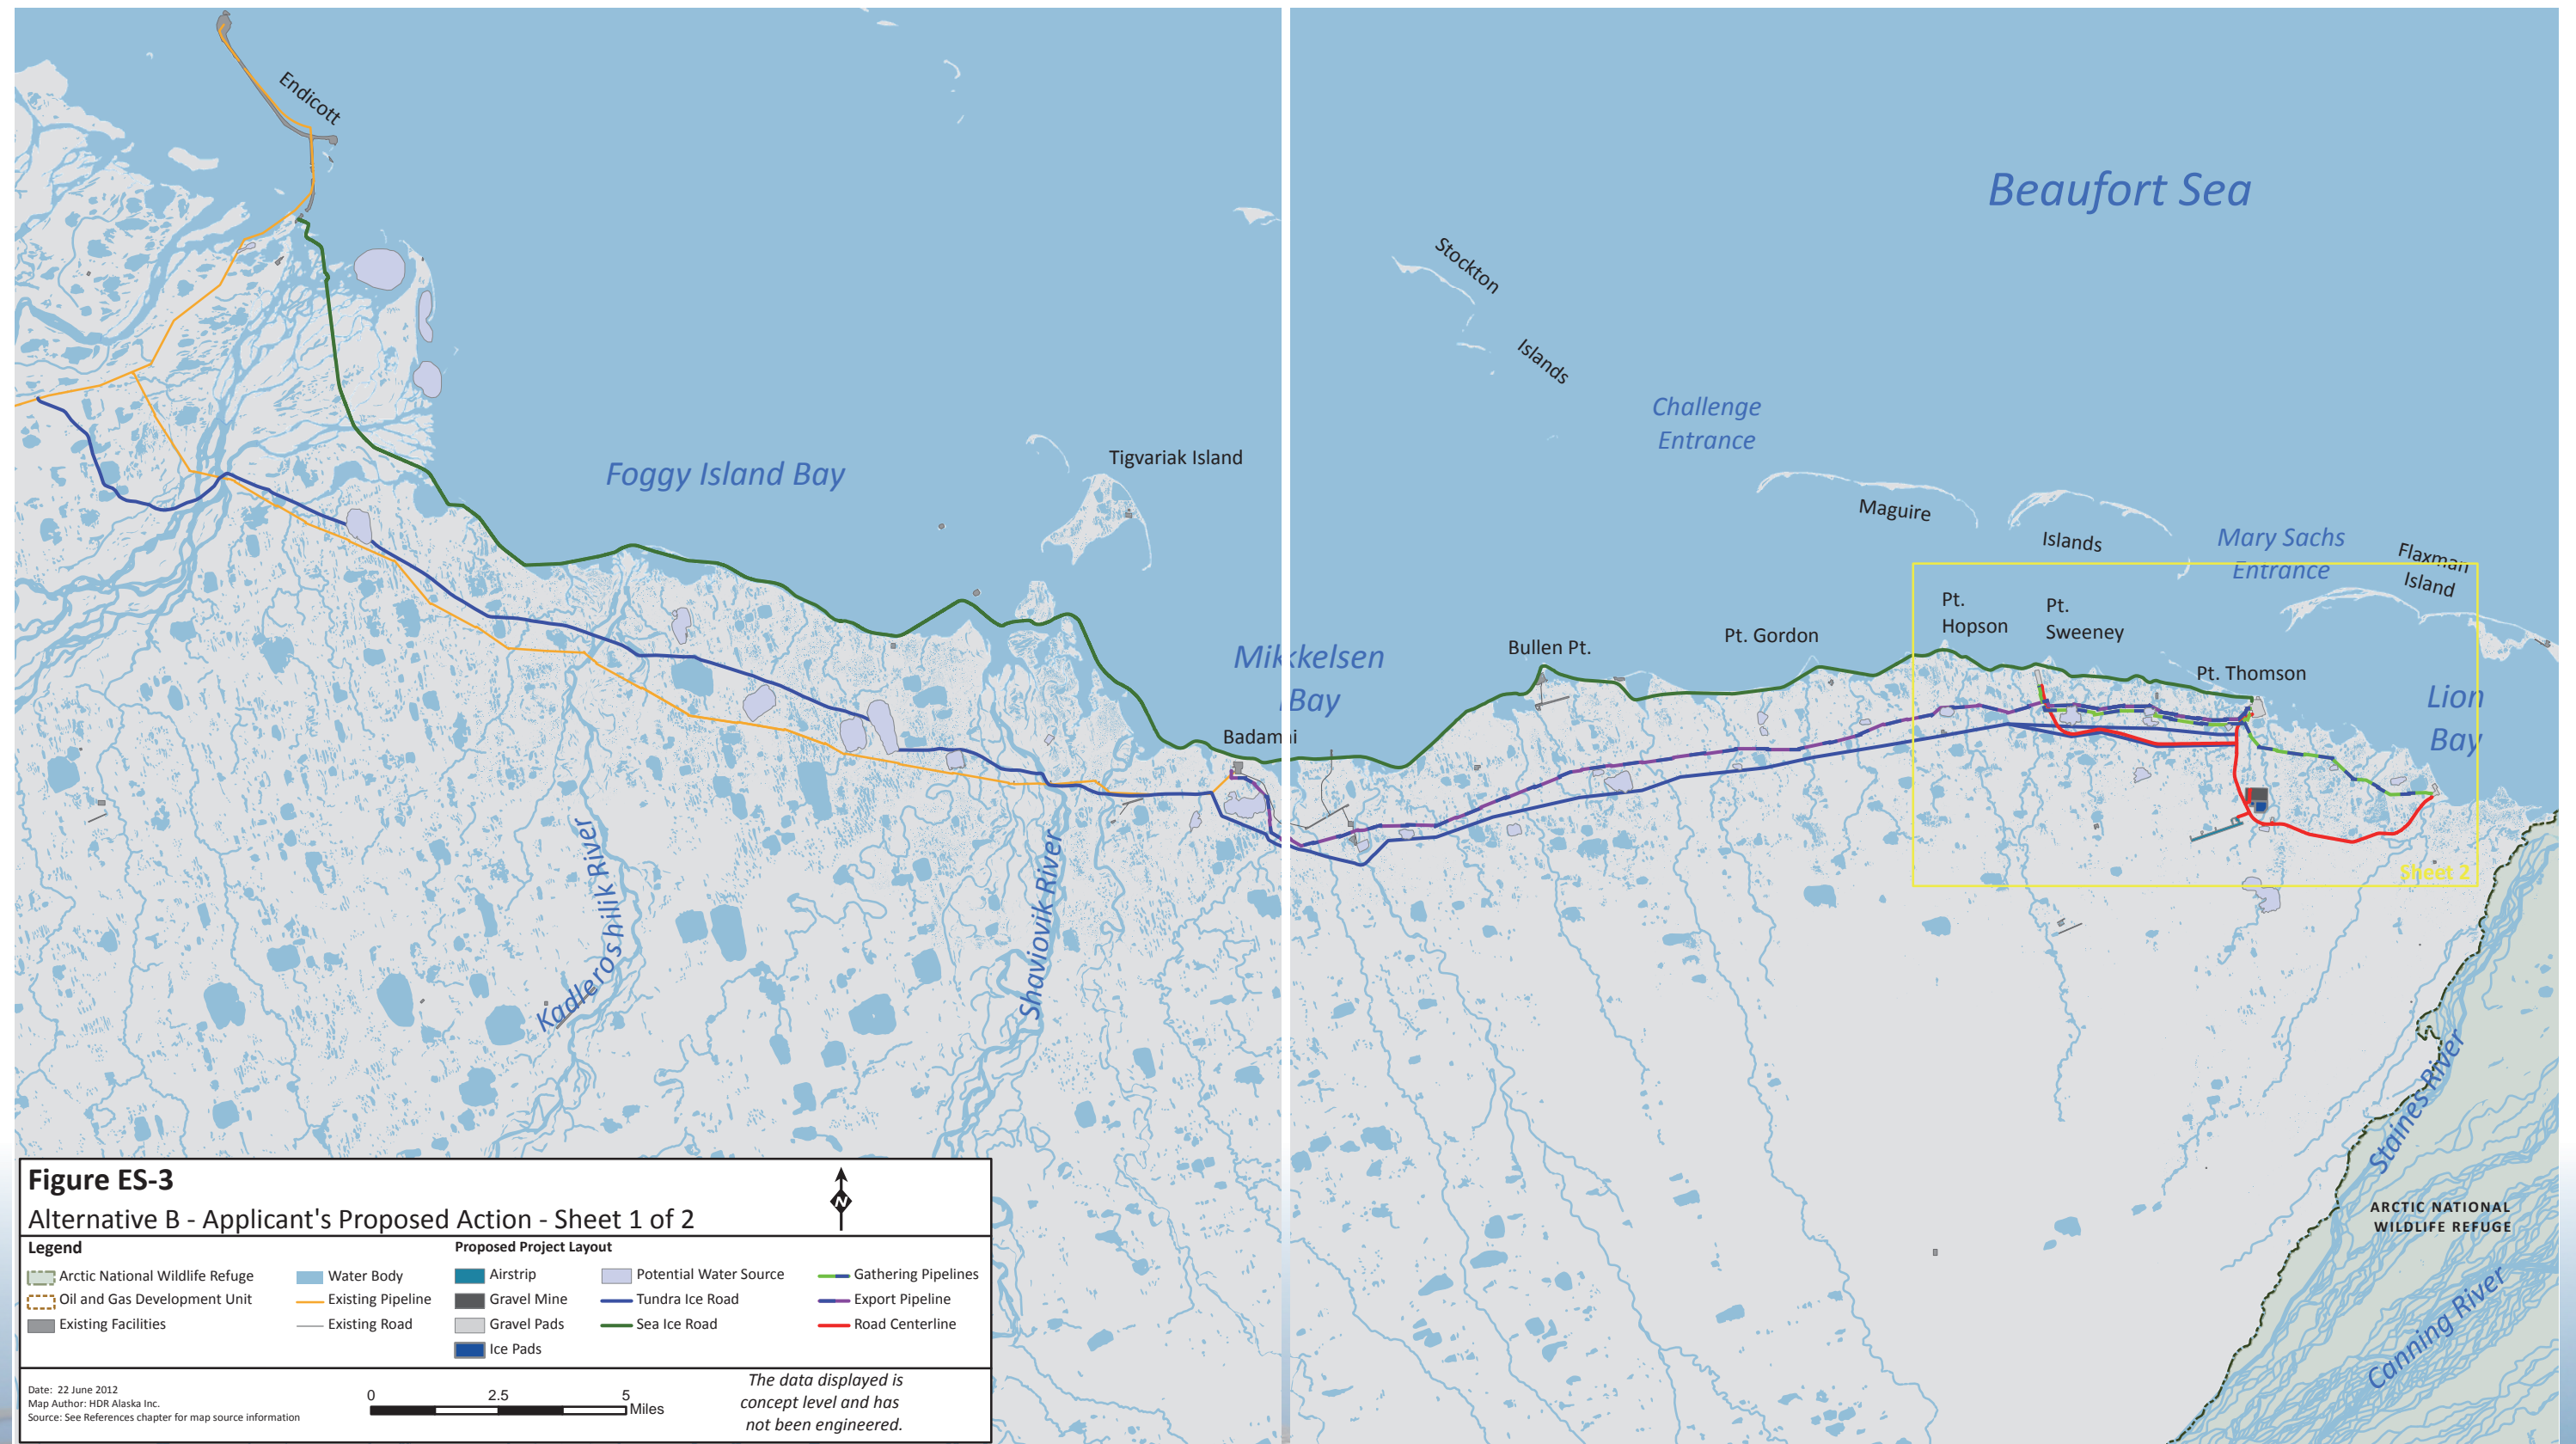 Endicott
Beaufort Sea
Stockton
Islands
Challenge
Entrance
Foggy Island Bay
Tigvariak Island
Maguire
Islands
Mary Sachs
Entrance
Flaxman
Island
Pt.
Hopson
Pt.
Sweeney
Mikkkelsen
Bay
Bullen Pt.
Pt. Gordon
Pt. Thomson
Lion
Bay
Badamai
Sheet 2
Kadleroshilik River
Shaviovik River
Staines River
ARCTIC NATIONAL
WILDLIFE REFUGE
Canning River
Figure ES-3
Alternative B - Applicant's Proposed Action - Sheet 1 of 2
N
Legend
Arctic National Wildlife Refuge
Oil and Gas Development Unit
Existing Facilities
Water Body
Existing Pipeline
Existing Road
Proposed Project Layout
Airstrip
Gravel Mine
Gravel Pads
Ice Pads
Potential Water Source
Tundra Ice Road
Sea Ice Road
Gathering Pipelines
Export Pipeline
Road Centerline
Date: 22 June 2012
Map Author: HDR Alaska Inc.
Source: See References chapter for map source information
0 2.5 5
Miles
The data displayed is
concept level and has
not been engineered.